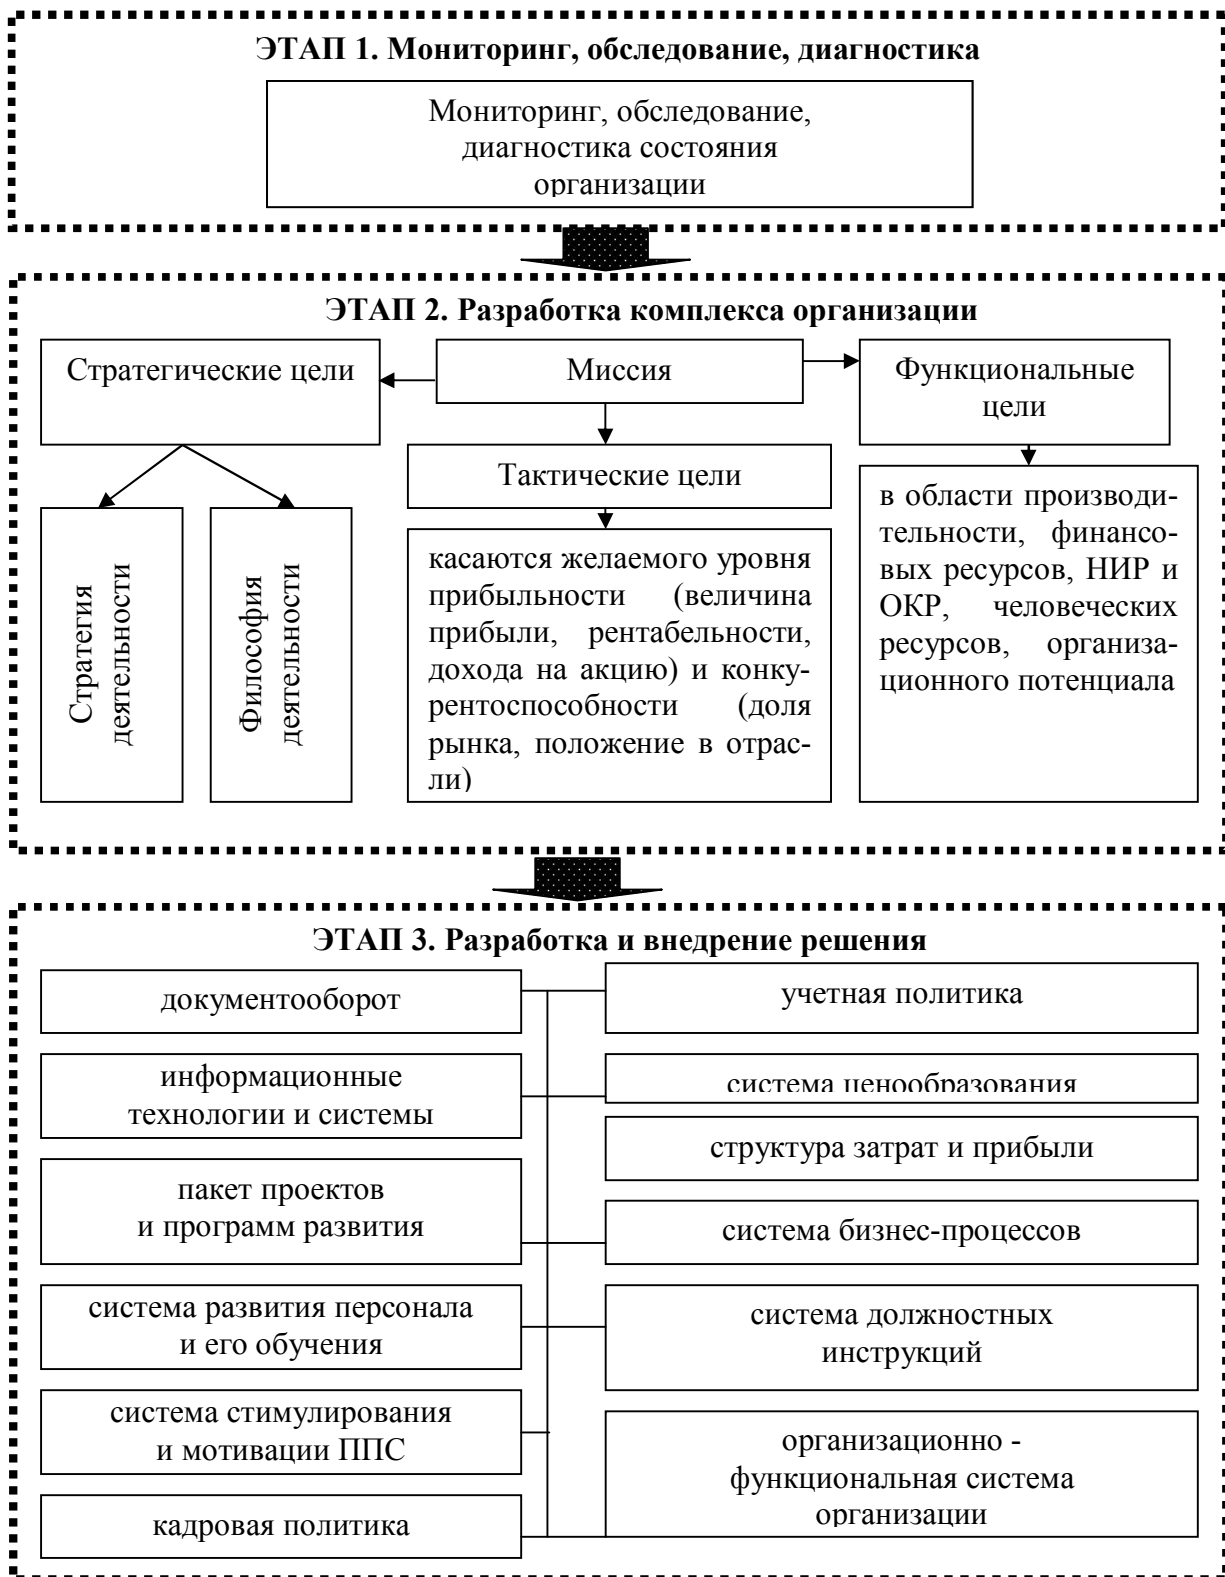 ЭТАП 1. Мониторинг, обследование, диагностика
Мониторинг, обследование,
диагностика состояния
организации
ЭТАП 2. Разработка комплекса организации
Стратегические цели
Миссия
Функциональные
цели
Тактические цели
Стратегия
деятельности
Философия
деятельности
касаются желаемого уровня
прибыльности (величина
прибыли, рентабельности,
дохода на акцию) и конку-
рентоспособности (доля
рынка, положение в отрас-
ли)
в области производи-
тельности, финансо-
вых ресурсов, НИР и
ОКР, человеческих
ресурсов, организа-
ционного потенциала
ЭТАП 3. Разработка и внедрение решения
документооборот
информационные
технологии и системы
пакет проектов
и программ развития
система развития персонала
и его обучения
система стимулирования
и мотивации ППС
кадровая политика
учетная политика
система ценообразования
структура затрат и прибыли
система бизнес-процессов
система должностных
инструкций
организационно -
функциональная система
организации